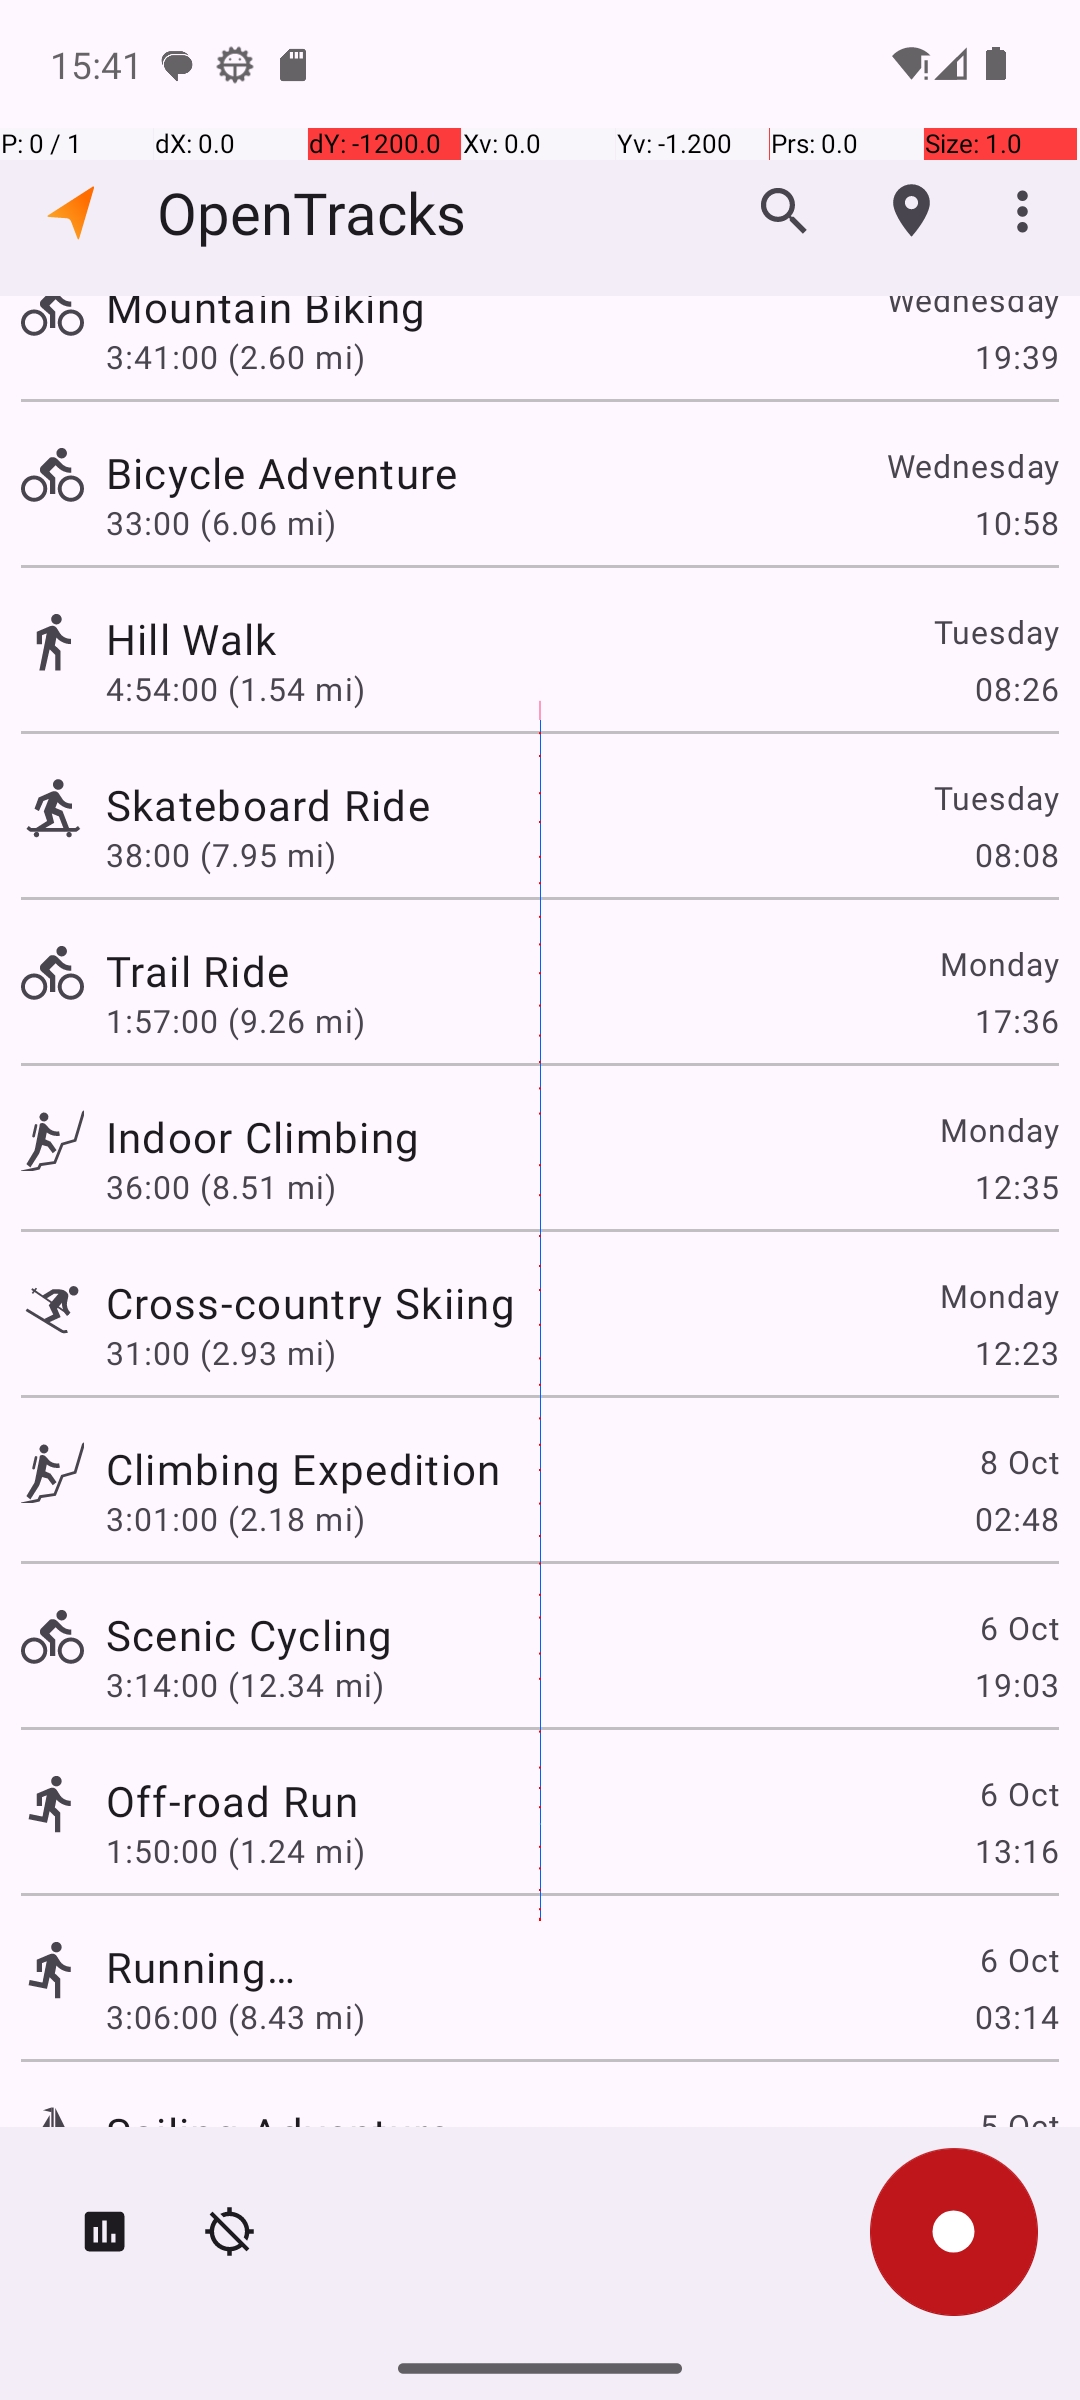 15:41
P: 0 / 1 dX: 0.0 dY: -1200.0 Xv: 0.0 Yv: -1.200 Prs: 0.0 Size: 1.0
OpenTracks
Mountain Biking Wednesday
3:41:00 (2.60 mi) 19:39
Bicycle Adventure Wednesday
33:00 (6.06 mi) 10:58
Hill Walk Tuesday
4:54:00 (1.54 mi) 08:26
Skateboard Ride Tuesday
38:00 (7.95 mi) 08:08
Trail Ride Monday
1:57:00 (9.26 mi) 17:36
Indoor Climbing Monday
36:00 (8.51 mi) 12:35
Cross-country Skiing Monday
31:00 (2.93 mi) 12:23
Climbing Expedition 8 Oct
3:01:00 (2.18 mi) 02:48
Scenic Cycling 6 Oct
3:14:00 (12.34 mi) 19:03
Off-road Run 6 Oct
1:50:00 (1.24 mi) 13:16
Running… 6 Oct
3:06:00 (8.43 mi) 03:14
Sailing Adventure 5 Oct